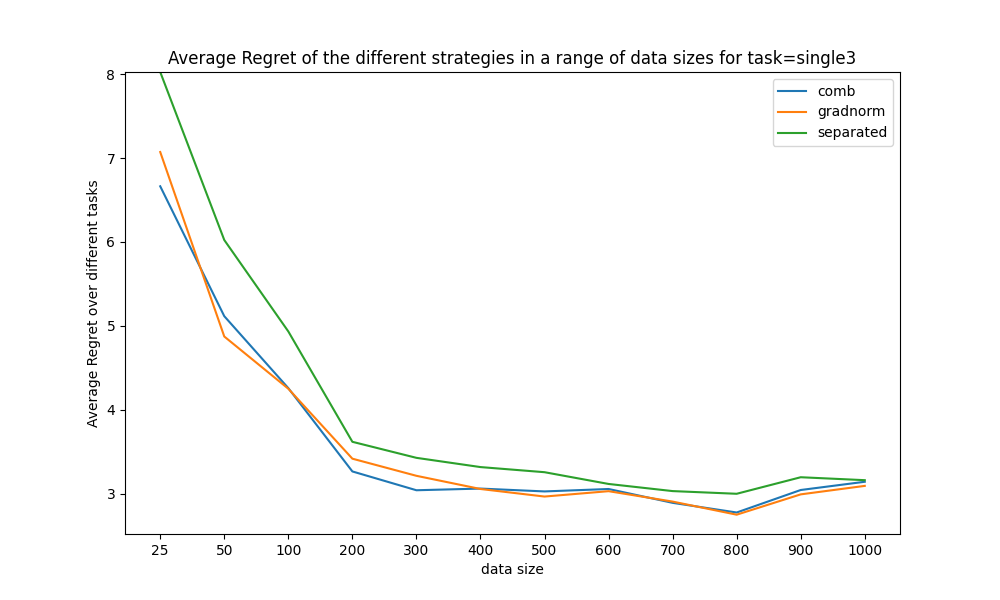 Average Regret of the different strategies in a range of data sizes for task=single3
comb
gradnorm
separated
Average Regret over different tasks
8
7
6
5
4
3
25 50 100 200 300 400 500 600 700 800 900 1000
data size